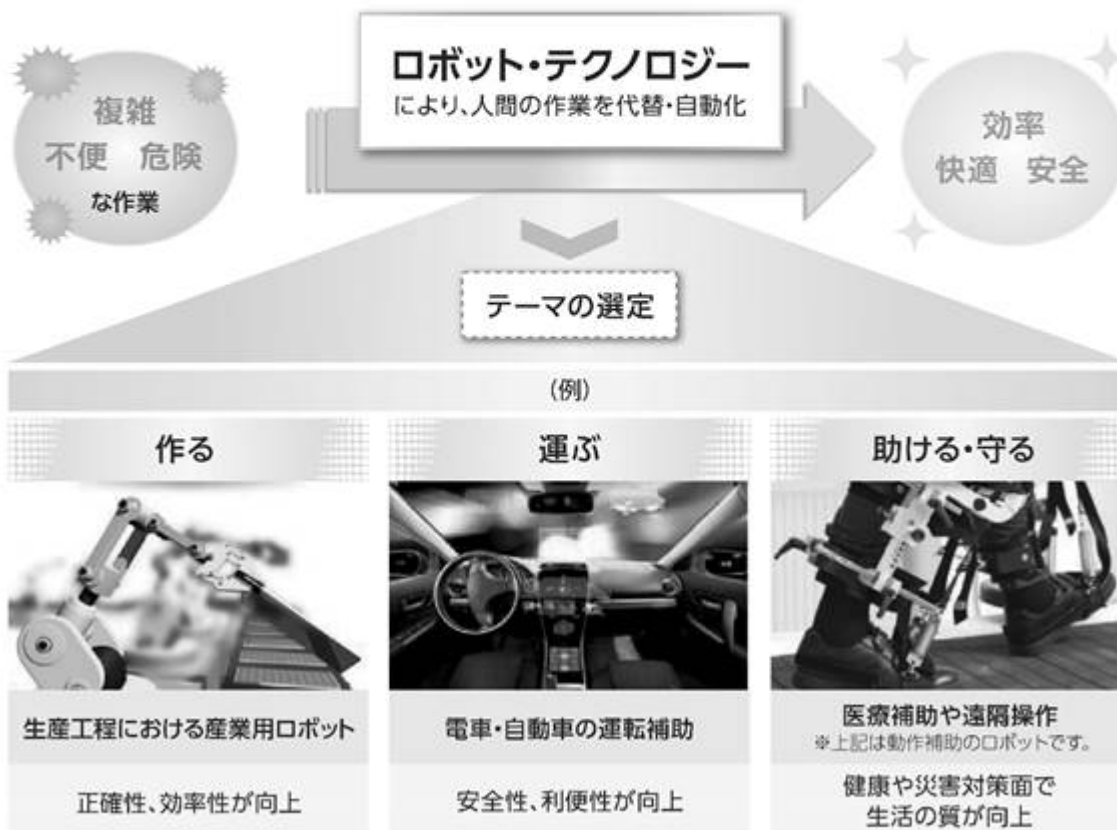 複雑
不便 危険
な作業
ロボット・テクノロジー
により、人間の作業を代替・自動化
効率
快適 安全
テーマの選定
(例)
作る
運ぶ
助ける・守る
生産工程における産業用ロボット
電車・自動車の運転補助
医療補助や遠隔操作
※上記は動作補助のロボットです。
正確性、効率性が向上
安全性、利便性が向上
健康や災害対策面で
生活の質が向上